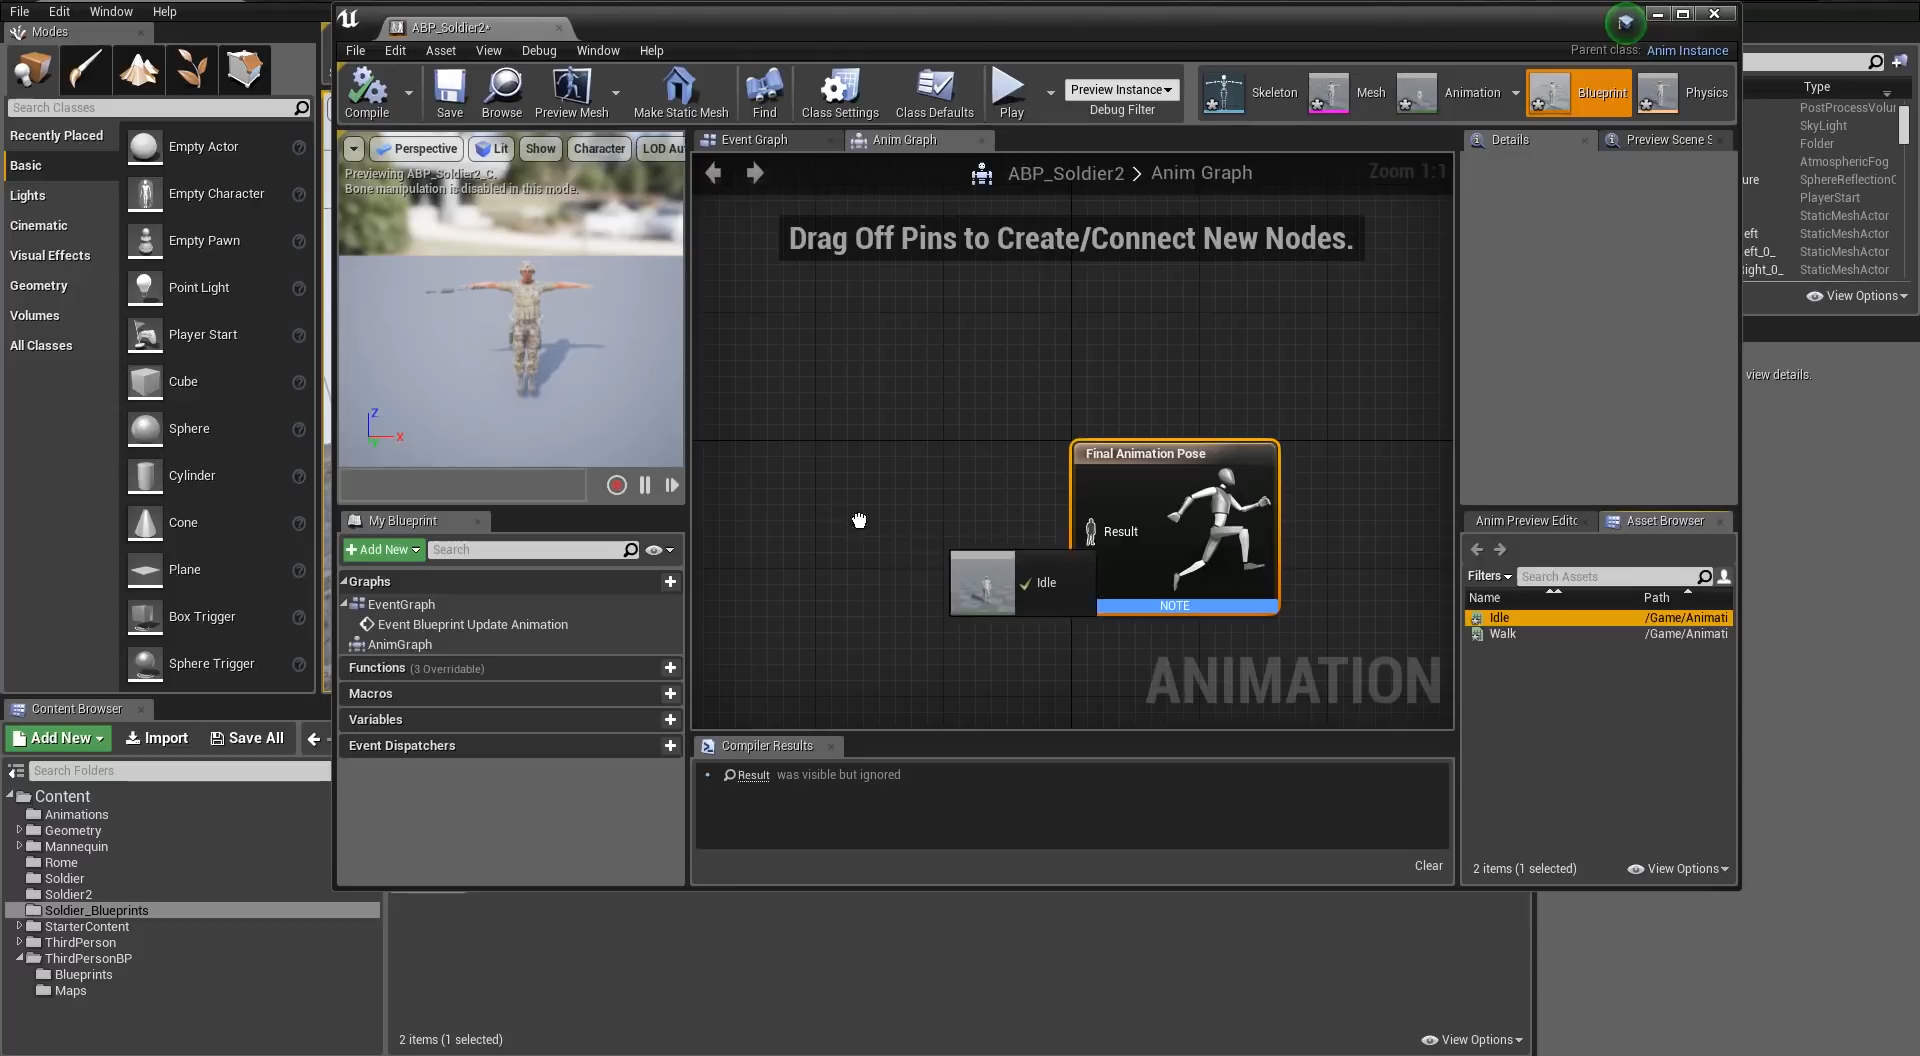 File Edit Window Help
Modes
Search Classes
Recently Placed
Basic
Lights
Cinematic
Visual Effects
Geometry
Volumes
All Classes
Empty Actor
Empty Character
Empty Pawn
Point Light
Player Start
Cube
Sphere
Cylinder
Cone
Plane
Box Trigger
Sphere Trigger
ABP_Soldier2*
File Edit Asset View Debug Window Help
Parent class: Anim Instance
Compile
Save
Browse
Preview Mesh
Make Static Mesh
Find
Class Settings
Class Defaults
Play
Preview Instance
Debug Filter
Skeleton
Mesh
Animation
Blueprint
Physics
Perspective Lit Show Character LOD Au
Previewing ABP_Soldier2_C.
Bone manipulation is disabled in this mode.
Z
X
Y
Event Graph
Anim Graph
ABP_Soldier2 > Anim Graph
Zoom 1:1
Drag Off Pins to Create/Connect New Nodes.
Final Animation Pose
Result
NOTE
Idle
ANIMATION
My Blueprint
Add New
Search
Graphs
EventGraph
Event Blueprint Update Animation
AnimGraph
Functions (3 Overridable)
Macros
Variables
Event Dispatchers
Compiler Results
Result was visible but ignored
Clear
Details
Preview Scene S
Anim Preview Edito
Asset Browser
Filters
Search Assets
Name Path
Idle /Game/Animati
Walk /Game/Animati
2 items (1 selected)
View Options
Type
PostProcessVolur
SkyLight
Folder
AtmosphericFog
ure SphereReflectionC
PlayerStart
StaticMeshActor
eft StaticMeshActor
eft_0_ StaticMeshActor
ight_0_ StaticMeshActor
View Options
view details.
Content Browser
Add New Import Save All
Search Folders
Content
Animations
Geometry
Mannequin
Rome
Soldier
Soldier2
Soldier_Blueprints
StarterContent
ThirdPerson
ThirdPersonBP
Blueprints
Maps
2 items (1 selected)
View Options